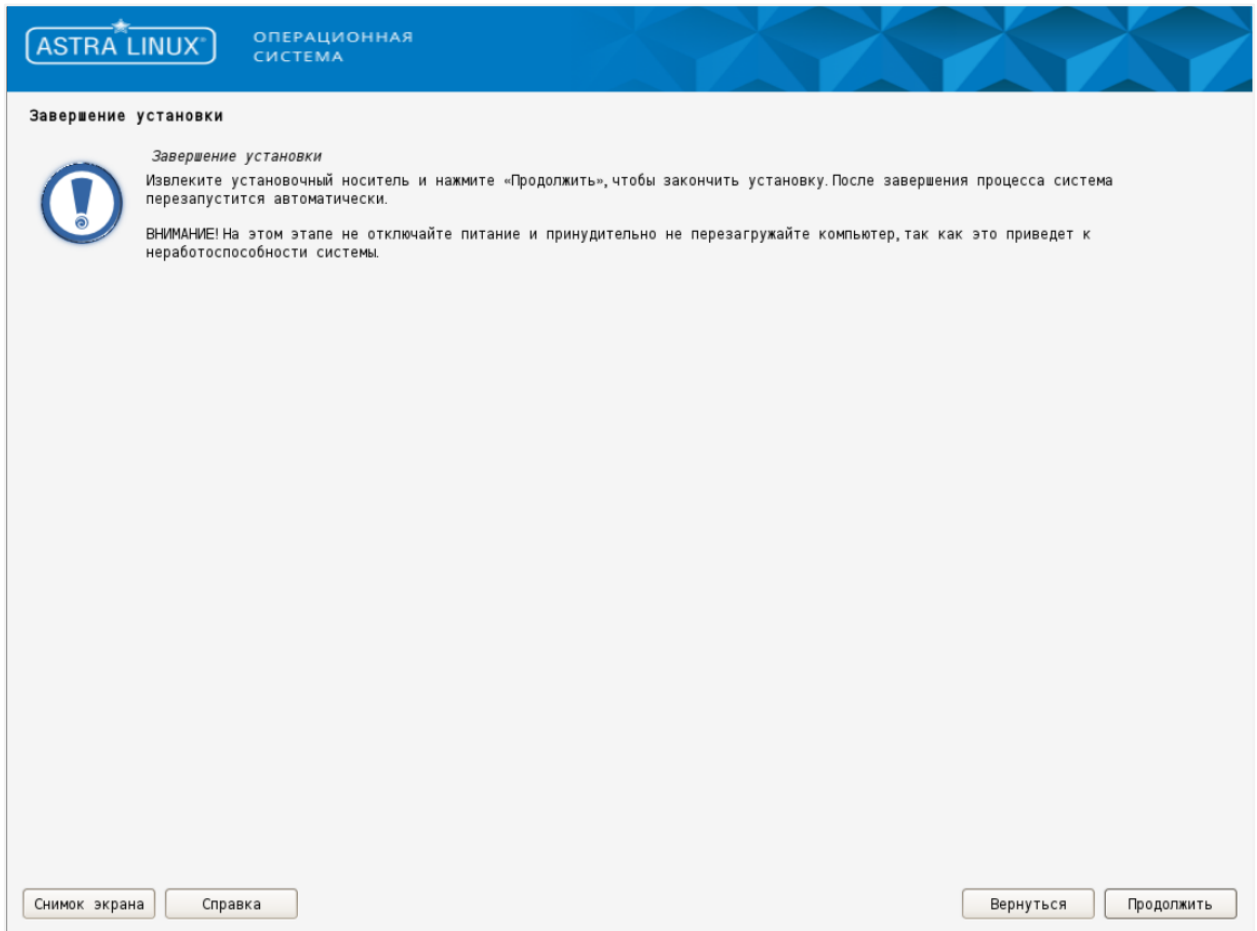 ASTRA LINUX®
ОПЕРАЦИОННАЯ
СИСТЕМА
Завершение установки
Завершение установки
Извлеките установочный носитель и нажмите «Продолжить», чтобы закончить установку. После завершения процесса система
перезапустится автоматически.
ВНИМАНИЕ! На этом этапе не отключайте питание и принудительно не перезагружайте компьютер, так как это приведет к
неработоспособности системы.
Снимок экрана Справка Вернуться Продолжить